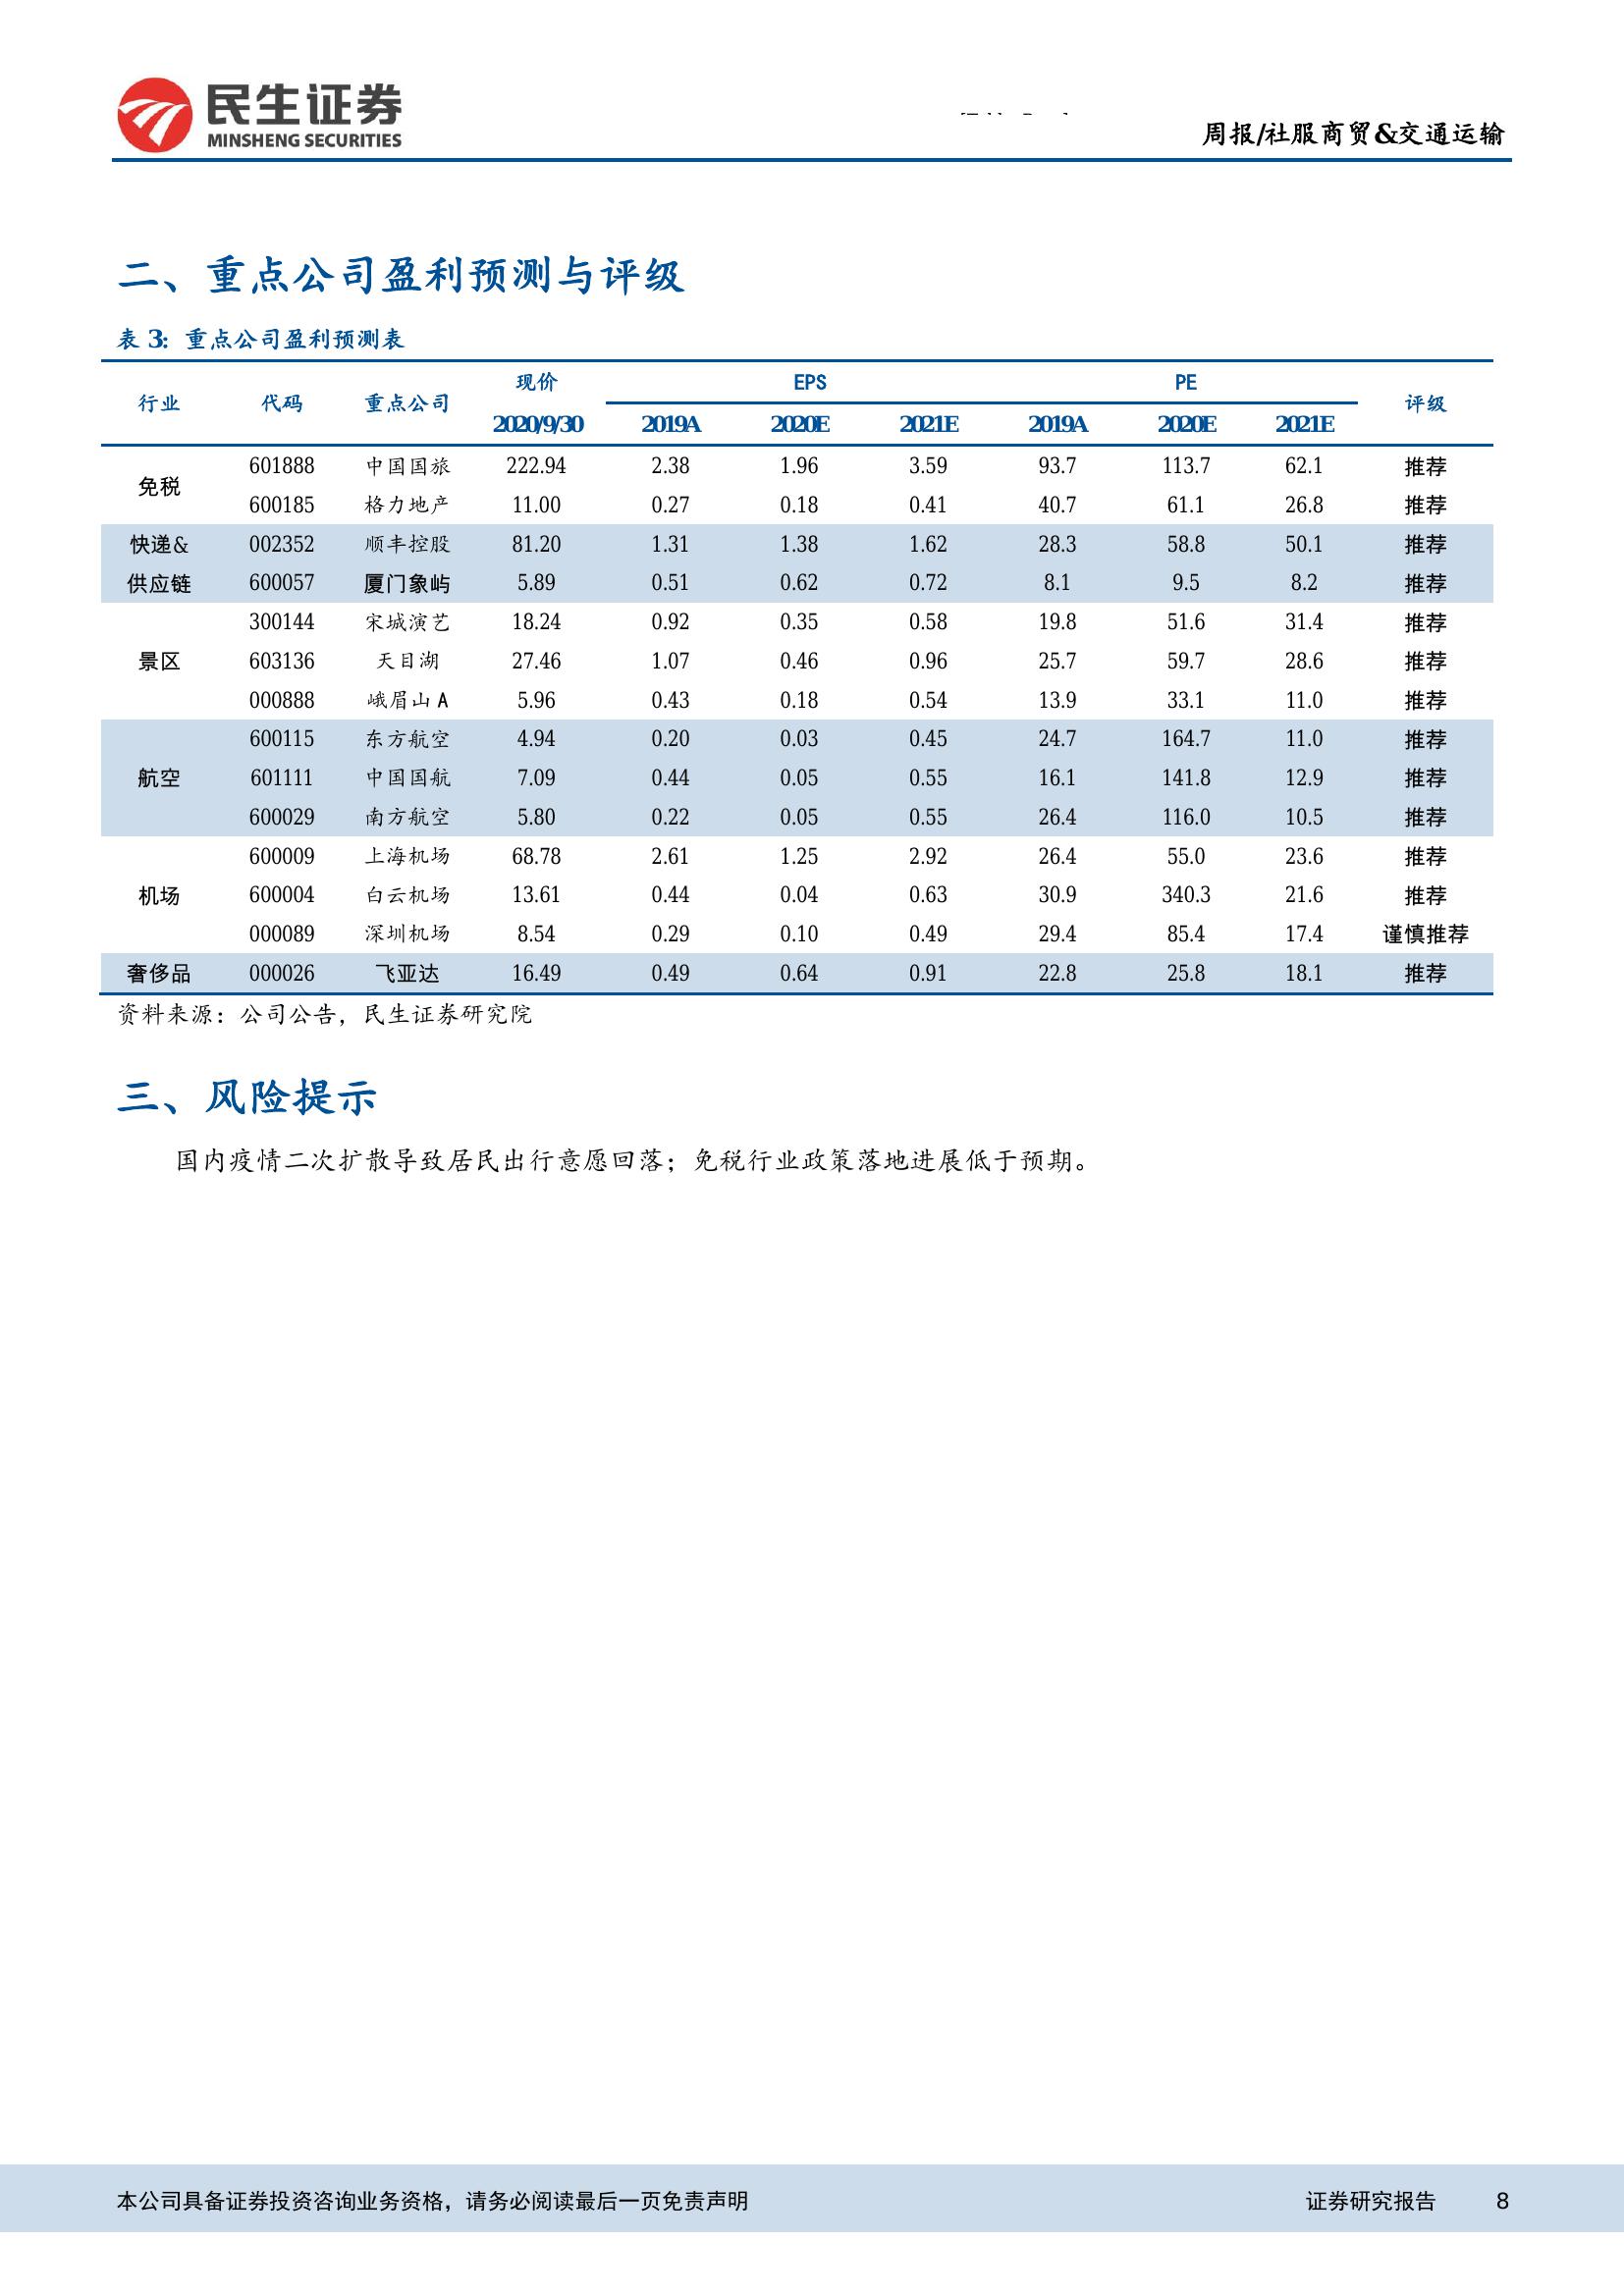 民生证券
MINSHENG SECURITIES
周报/社服商贸&交通运输
二、重点公司盈利预测与评级
表 3：重点公司盈利预测表
行业 代码 重点公司 现价 EPS PE 评级
2020/9/30 2019A 2020E 2021E 2019A 2020E 2021E
免税
601888 中国国旅 222.94 2.38 1.96 3.59 93.7 113.7 62.1 推荐
600185 格力地产 11.00 0.27 0.18 0.41 40.7 61.1 26.8 推荐
快递& 002352 顺丰控股 81.20 1.31 1.38 1.62 28.3 58.8 50.1 推荐
供应链 600057 厦门象屿 5.89 0.51 0.62 0.72 8.1 9.5 8.2 推荐
300144 宋城演艺 18.24 0.92 0.35 0.58 19.8 51.6 31.4 推荐
景区 603136 天目湖 27.46 1.07 0.46 0.96 25.7 59.7 28.6 推荐
000888 峨眉山 A 5.96 0.43 0.18 0.54 13.9 33.1 11.0 推荐
600115 东方航空 4.94 0.20 0.03 0.45 24.7 164.7 11.0 推荐
航空 601111 中国国航 7.09 0.44 0.05 0.55 16.1 141.8 12.9 推荐
600029 南方航空 5.80 0.22 0.05 0.55 26.4 116.0 10.5 推荐
600009 上海机场 68.78 2.61 1.25 2.92 26.4 55.0 23.6 推荐
机场 600004 白云机场 13.61 0.44 0.04 0.63 30.9 340.3 21.6 推荐
000089 深圳机场 8.54 0.29 0.10 0.49 29.4 85.4 17.4 谨慎推荐
奢侈品 000026 飞亚达 16.49 0.49 0.64 0.91 22.8 25.8 18.1 推荐
资料来源：公司公告，民生证券研究院
三、风险提示
国内疫情二次扩散导致居民出行意愿回落；免税行业政策落地进展低于预期。
本公司具备证券投资咨询业务资格，请务必阅读最后一页免责声明 证券研究报告 8